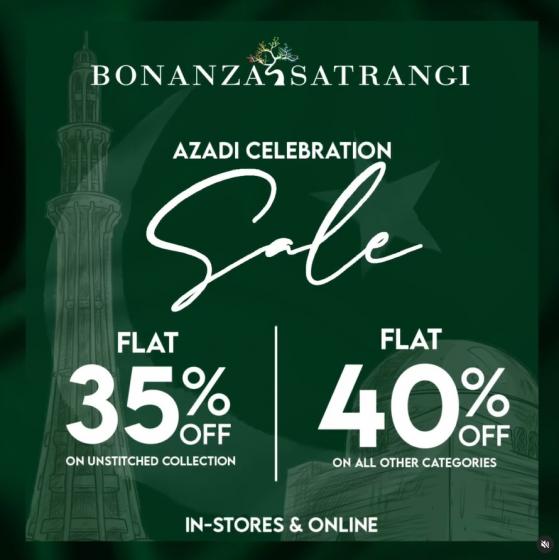 BONANZA SATRANGI
AZADI CELEBRATION
Sale
FLAT
35% OFF
ON UNSTITCHED COLLECTION
FLAT
40% OFF
ON ALL OTHER CATEGORIES
IN-STORES & ONLINE